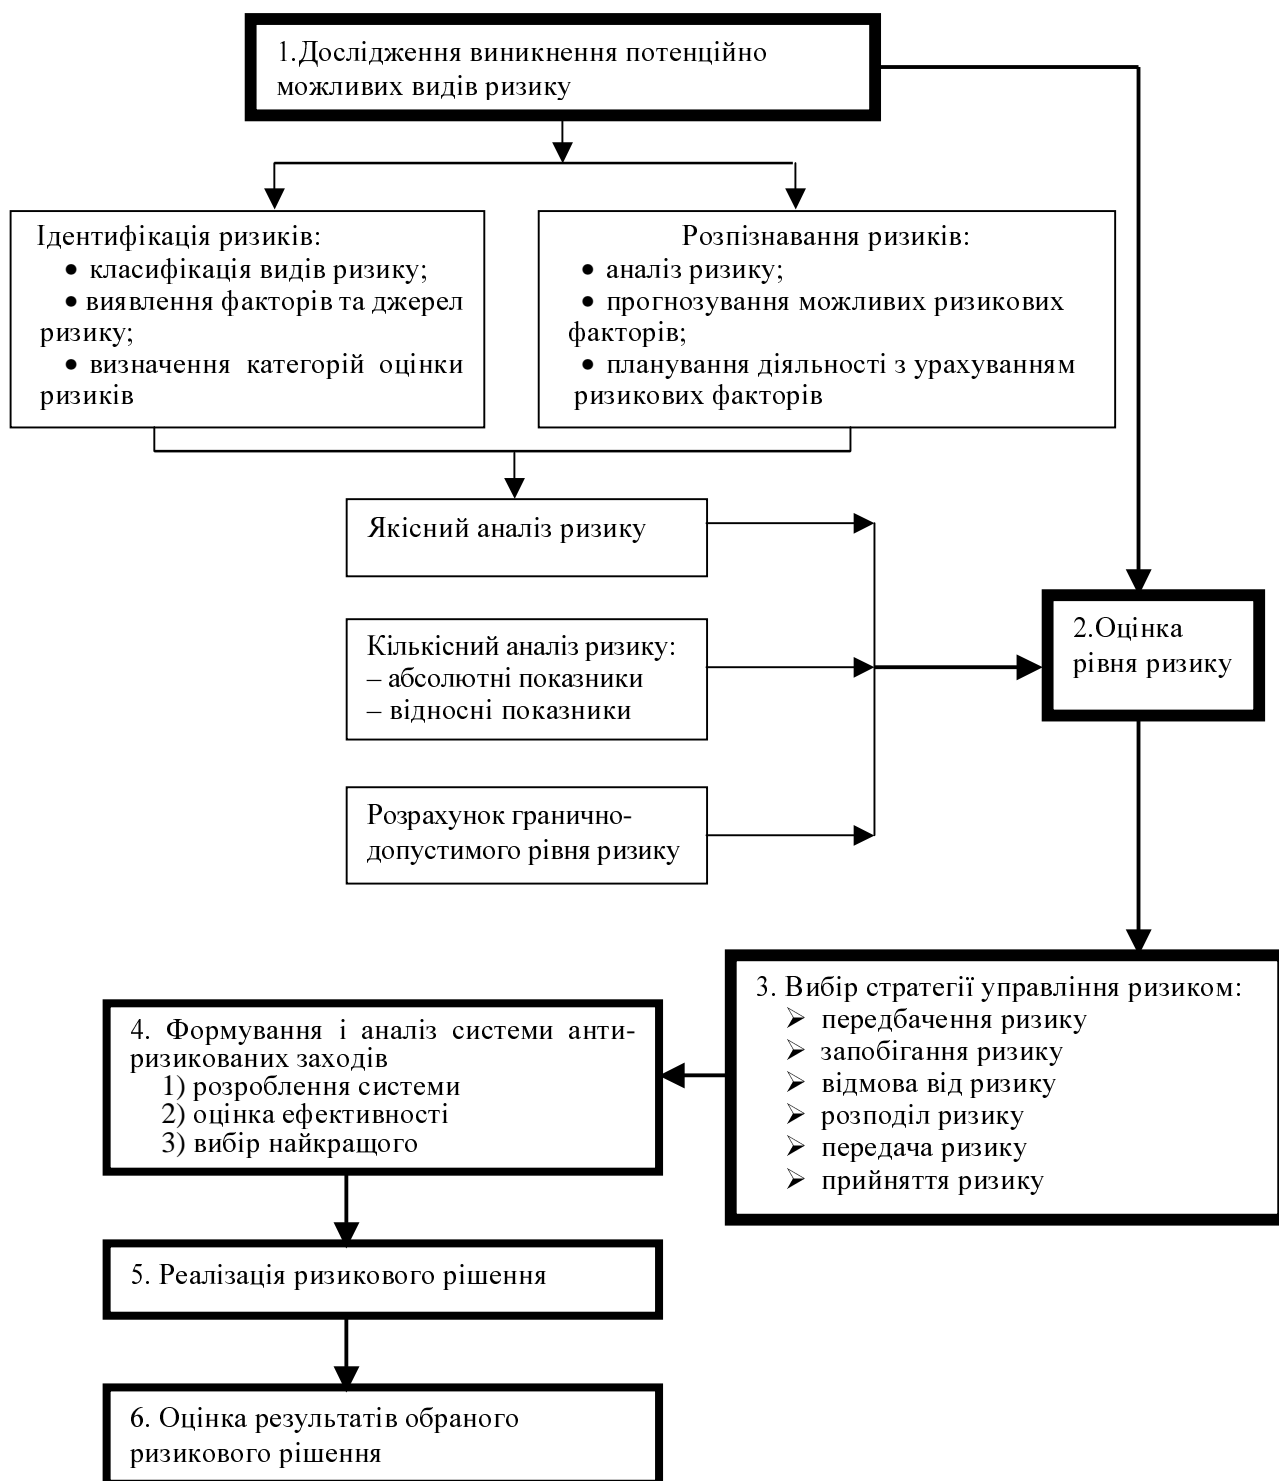 1.Дослідження виникнення потенційно
можливих видів ризику
Ідентифікація ризиків:
• класифікація видів ризику;
• виявлення факторів та джерел
ризику;
• визначення категорій оцінки
ризиків
Розпізнавання ризиків:
• аналіз ризику;
• прогнозування можливих ризикових
факторів;
• планування діяльності з урахуванням
ризикових факторів
Якісний аналіз ризику
Кількісний аналіз ризику:
– абсолютні показники
– відносні показники
Розрахунок гранично-
допустимого рівня ризику
2.Оцінка
рівня ризику
3. Вибір стратегії управління ризиком:
➢ передбачення ризику
➢ запобігання ризику
➢ відмова від ризику
➢ розподіл ризику
➢ передача ризику
➢ прийняття ризику
4. Формування і аналіз системи анти-
ризикованих заходів
1) розроблення системи
2) оцінка ефективності
3) вибір найкращого
5. Реалізація ризикового рішення
6. Оцінка результатів обраного
ризикового рішення